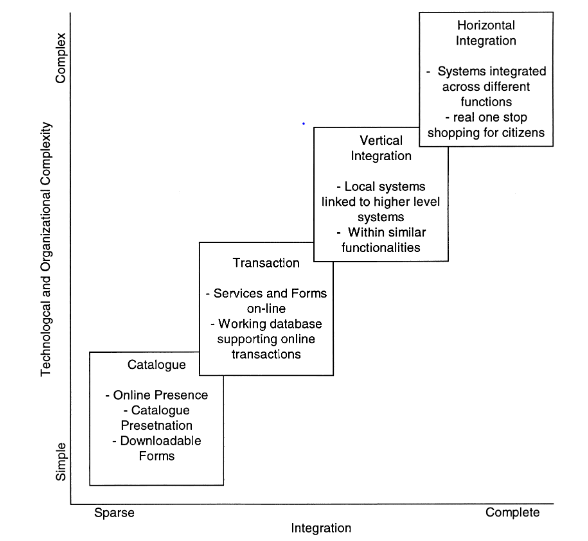 Complex
Technologcal and Organizational Complexity
Simple
Horizontal
Integration
- Systems integrated
across different
functions
- real one stop
shopping for citizens
Vertical
Integration
- Local systems
linked to higher level
systems
- Within similar
functionalities
Transaction
- Services and Forms
on-line
- Working database
supporting online
transactions
Catalogue
- Online Presence
- Catalogue
Presetnation
- Downloadable
Forms
Sparse
Complete
Integration